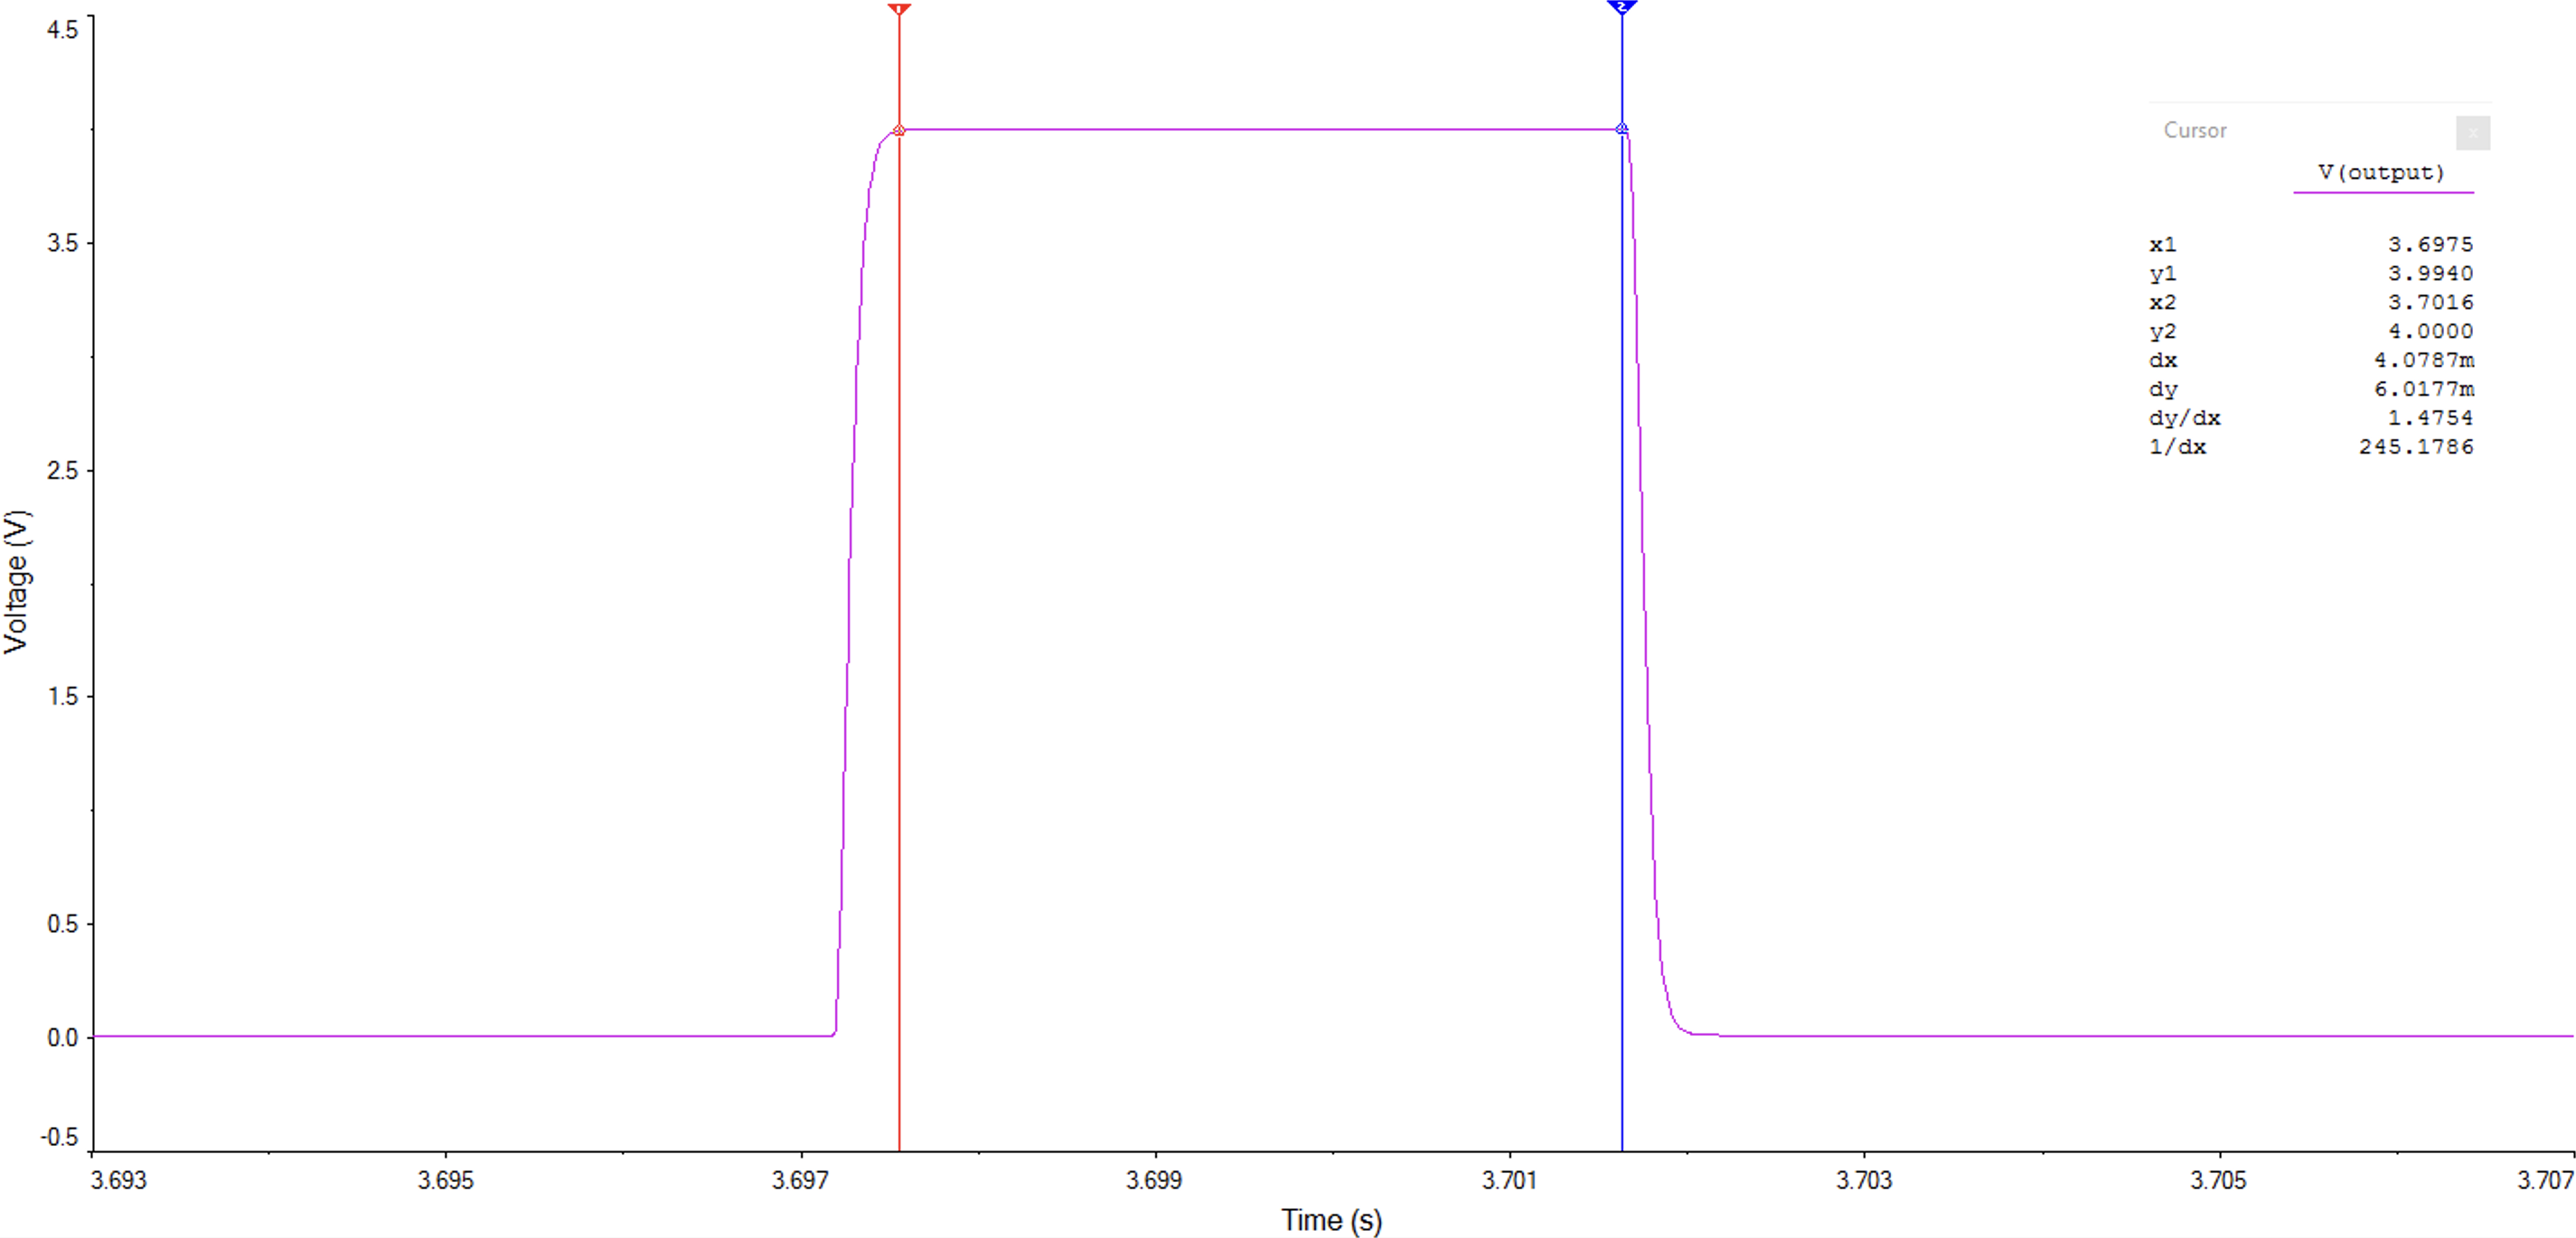 1
2
4.5
3.5
2.5
1.5
0.5
0.0
-0.5
Voltage (V)
Cursor x
V(output)
x1 3.6975
y1 3.9940
x2 3.7016
y2 4.0000
dx 4.0787m
dy 6.0177m
dy/dx 1.4754
1/dx 245.1786
3.693 3.695 3.697 3.699 3.701 3.703 3.705 3.707
Time (s)